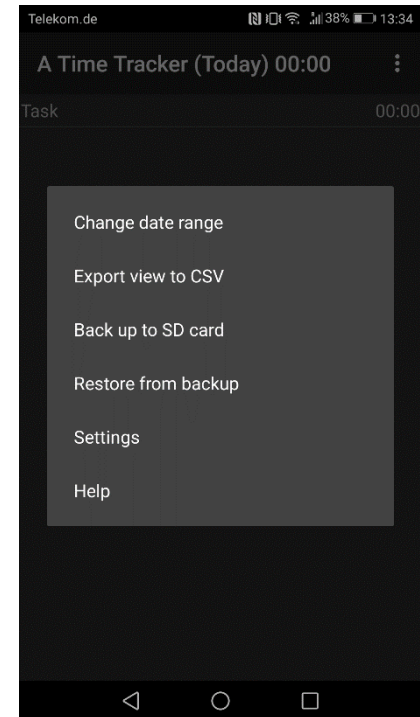 Telekom.de 38% 13:34
A Time Tracker (Today) 00:00
Task 00:00
Change date range
Export view to CSV
Back up to SD card
Restore from backup
Settings
Help